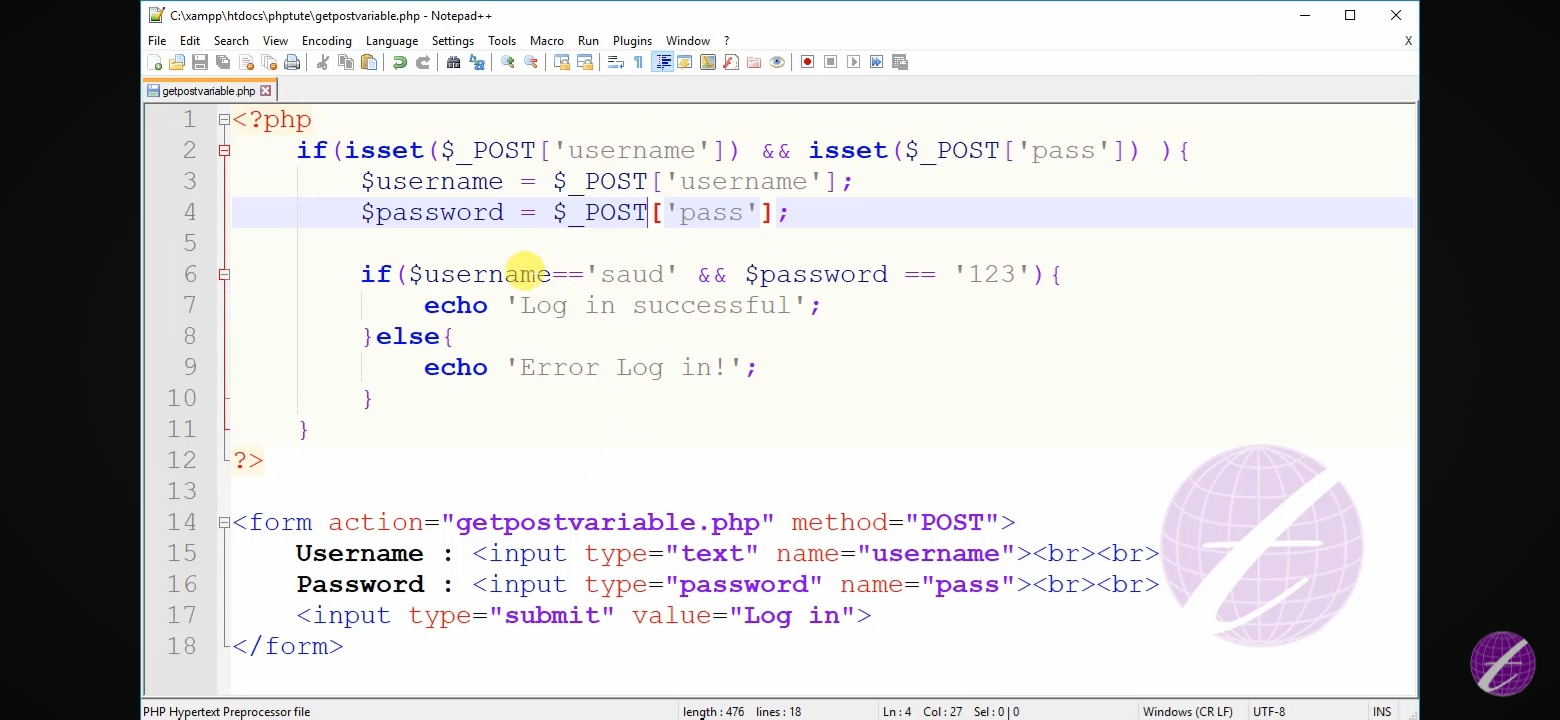 C:\xampp\htdocs\phptute\getpostvariable.php - Notepad++
File Edit Search View Encoding Language Settings Tools Macro Run Plugins Window ? X
getpostvariable.php
1 <?php
2 if(isset($_POST['username']) && isset($_POST['pass']) ){
3 $username = $_POST['username'];
4 $password = $_POST['pass'];
5
6 if($username=='saud' && $password == '123'){
7 echo 'Log in successful';
8 }else{
9 echo 'Error Log in!';
10 }
11 }
12 ?>
13
14 <form action="getpostvariable.php" method="POST">
15 Username : <input type="text" name="username"><br><br>
16 Password : <input type="password" name="pass"><br><br>
17 <input type="submit" value="Log in">
18 </form>
PHP Hypertext Preprocessor file length : 476 lines : 18 Ln : 4 Col : 27 Sel : 0 | 0 Windows (CR LF) UTF-8 INS